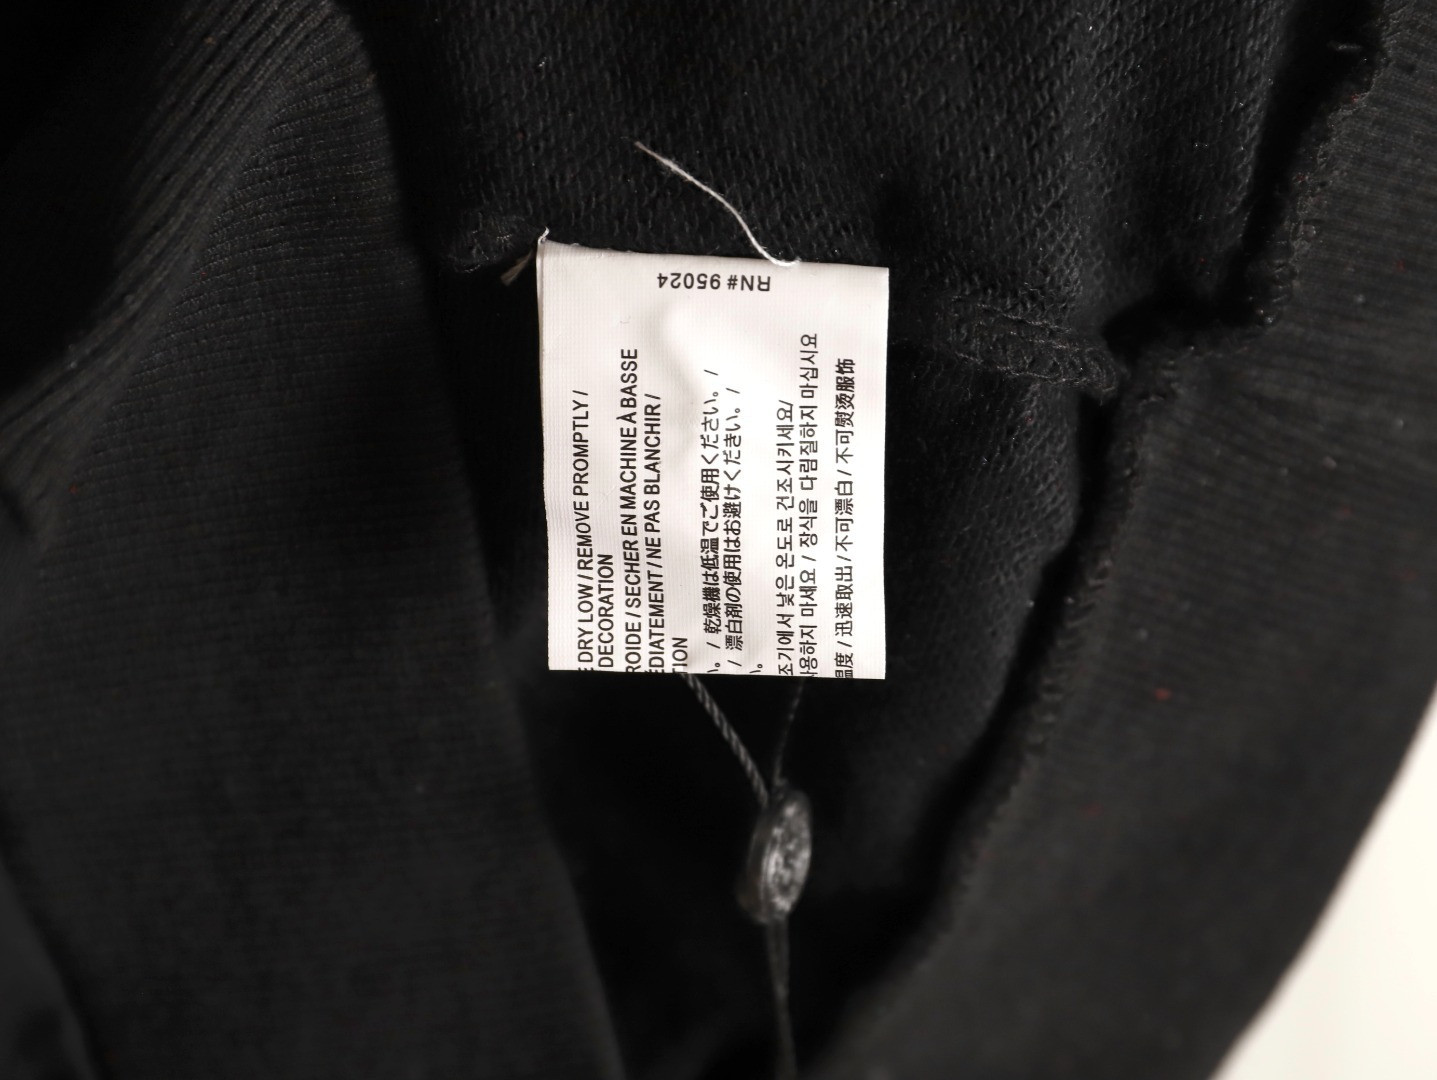 RN# 95024
DRY LOW / REMOVE PROMPTLY /
DECORATION
ROIDE / SECHER EN MACHINE À BASSE
ÉDIATEMENT / NE PAS BLANCHIR /
TION
。 / 乾燥機は低温でご使用ください。 /
/ 漂白剤の使用はお避けください。 /
。
조기에서 낮은 온도로 건조시키세요/
사용하지 마세요 / 장식을 다림질하지 마십시요
温度 / 迅速取出 / 不可漂白 / 不可熨烫服饰